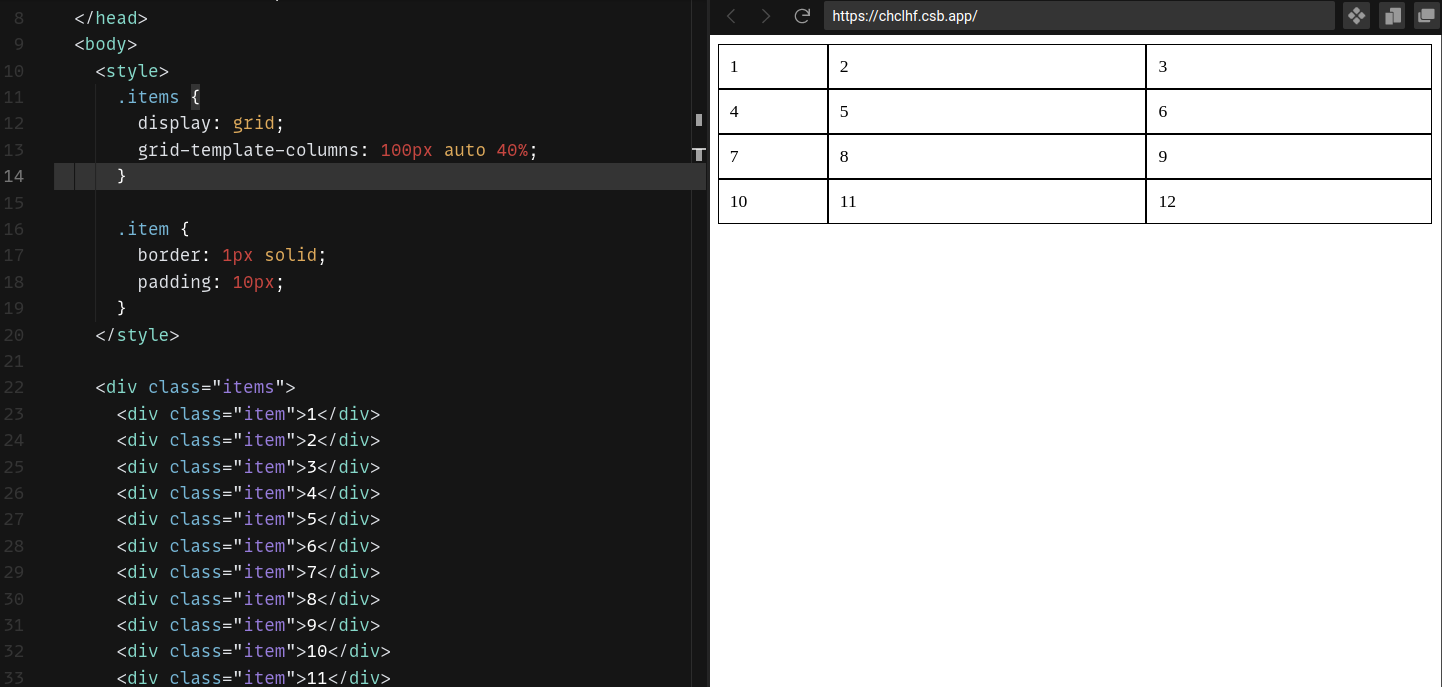 8 </head>
9 <body>
10 <style>
11 .items {
12 display: grid;
13 grid-template-columns: 100px auto 40%;
14 }
15
16 .item {
17 border: 1px solid;
18 padding: 10px;
19 }
20 </style>
21
22 <div class="items">
23 <div class="item">1</div>
24 <div class="item">2</div>
25 <div class="item">3</div>
26 <div class="item">4</div>
27 <div class="item">5</div>
28 <div class="item">6</div>
29 <div class="item">7</div>
30 <div class="item">8</div>
31 <div class="item">9</div>
32 <div class="item">10</div>
33 <div class="item">11</div>
https://chclhf.csb.app/
1 2 3
4 5 6
7 8 9
10 11 12